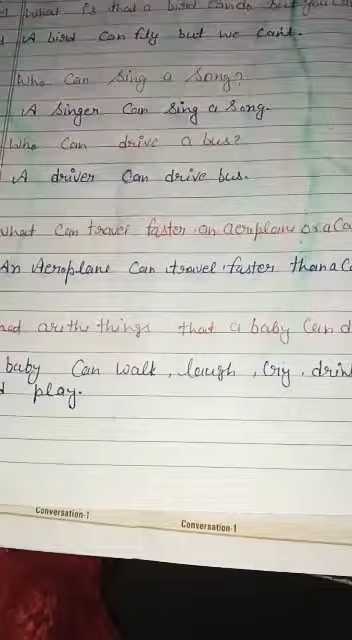 What is that a bird can do but you
A bird can fly but we can't.
Who can sing a song?
A singer can sing a song.
Who can drive a bus?
A driver can drive bus.
what can travel faster an aeroplane or a
An Aeroplane can travel faster than a
are the things that a baby can
baby can walk, laugh, cry, drin
play.
Conversation-1
Conversation-1